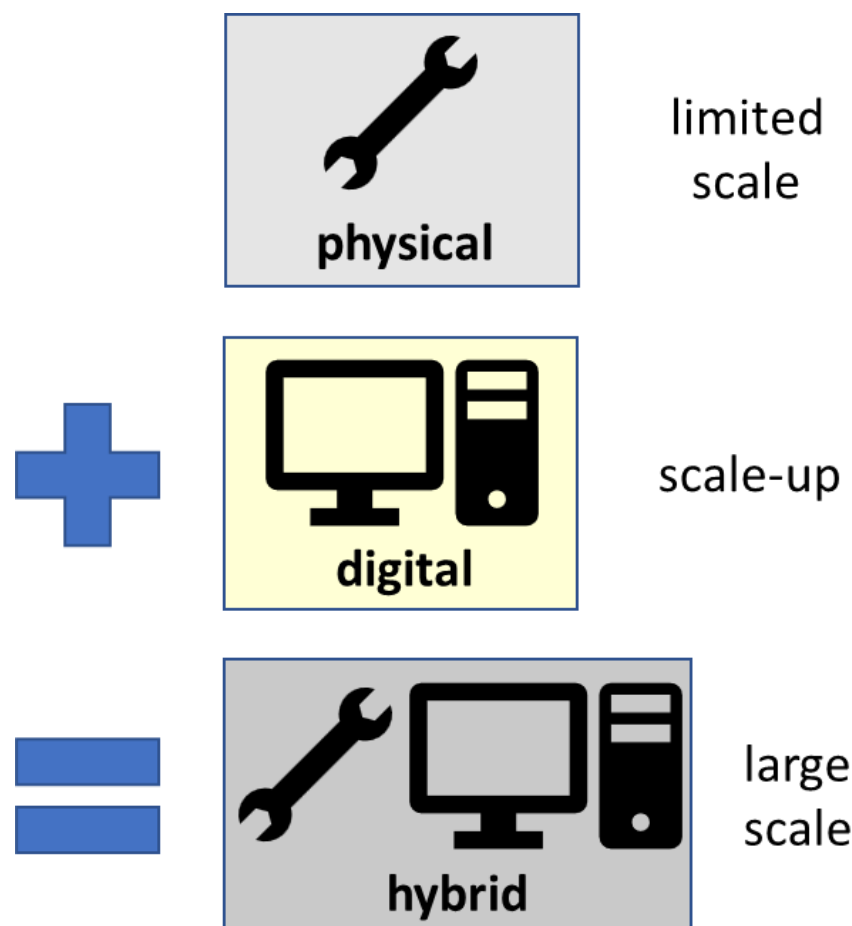 limited
scale
physical
scale-up
digital
large
scale
hybrid